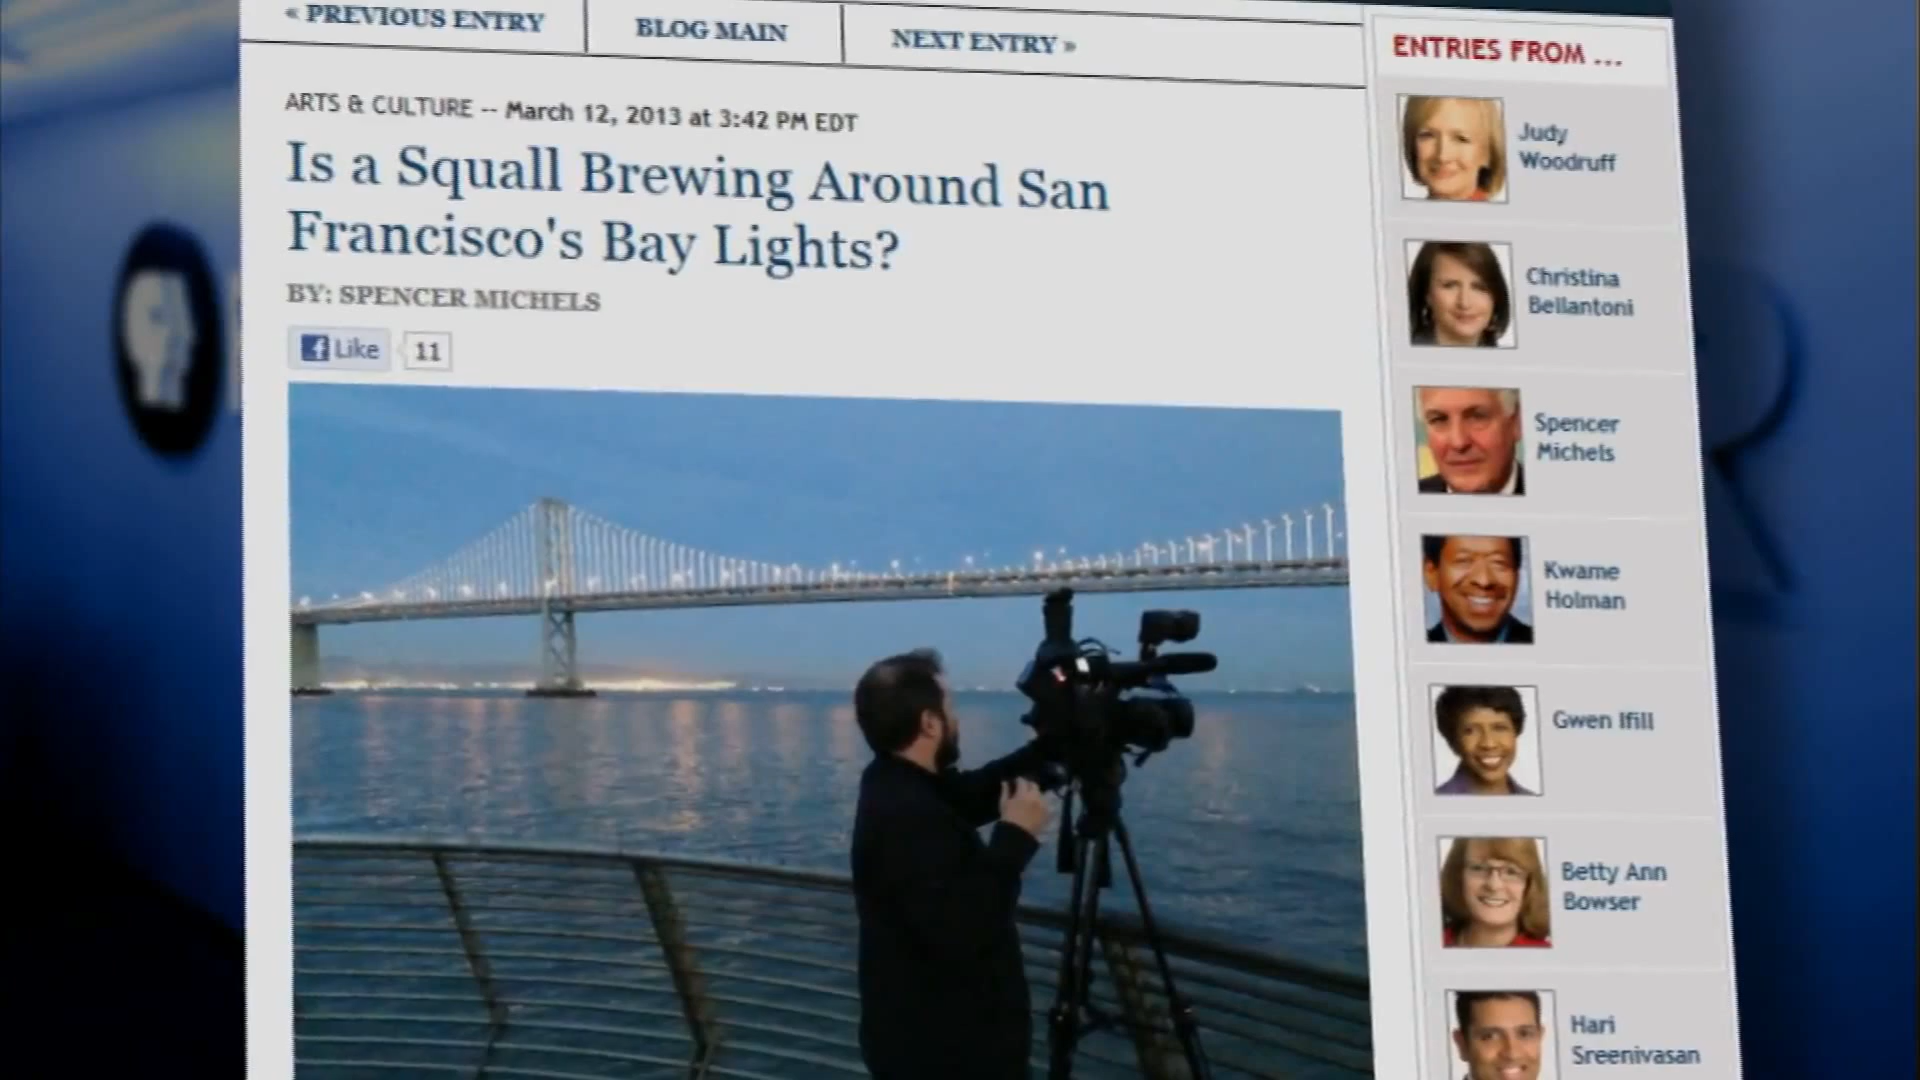 « PREVIOUS ENTRY
BLOG MAIN
NEXT ENTRY »
ARTS & CULTURE -- March 12, 2013 at 3:42 PM EDT
Is a Squall Brewing Around San
Francisco's Bay Lights?
BY: SPENCER MICHELS
Like
11
ENTRIES FROM ...
Judy
Woodruff
Christina
Bellantoni
Spencer
Michels
Kwame
Holman
Gwen Ifill
Betty Ann
Bowser
Hari
Sreenivasan